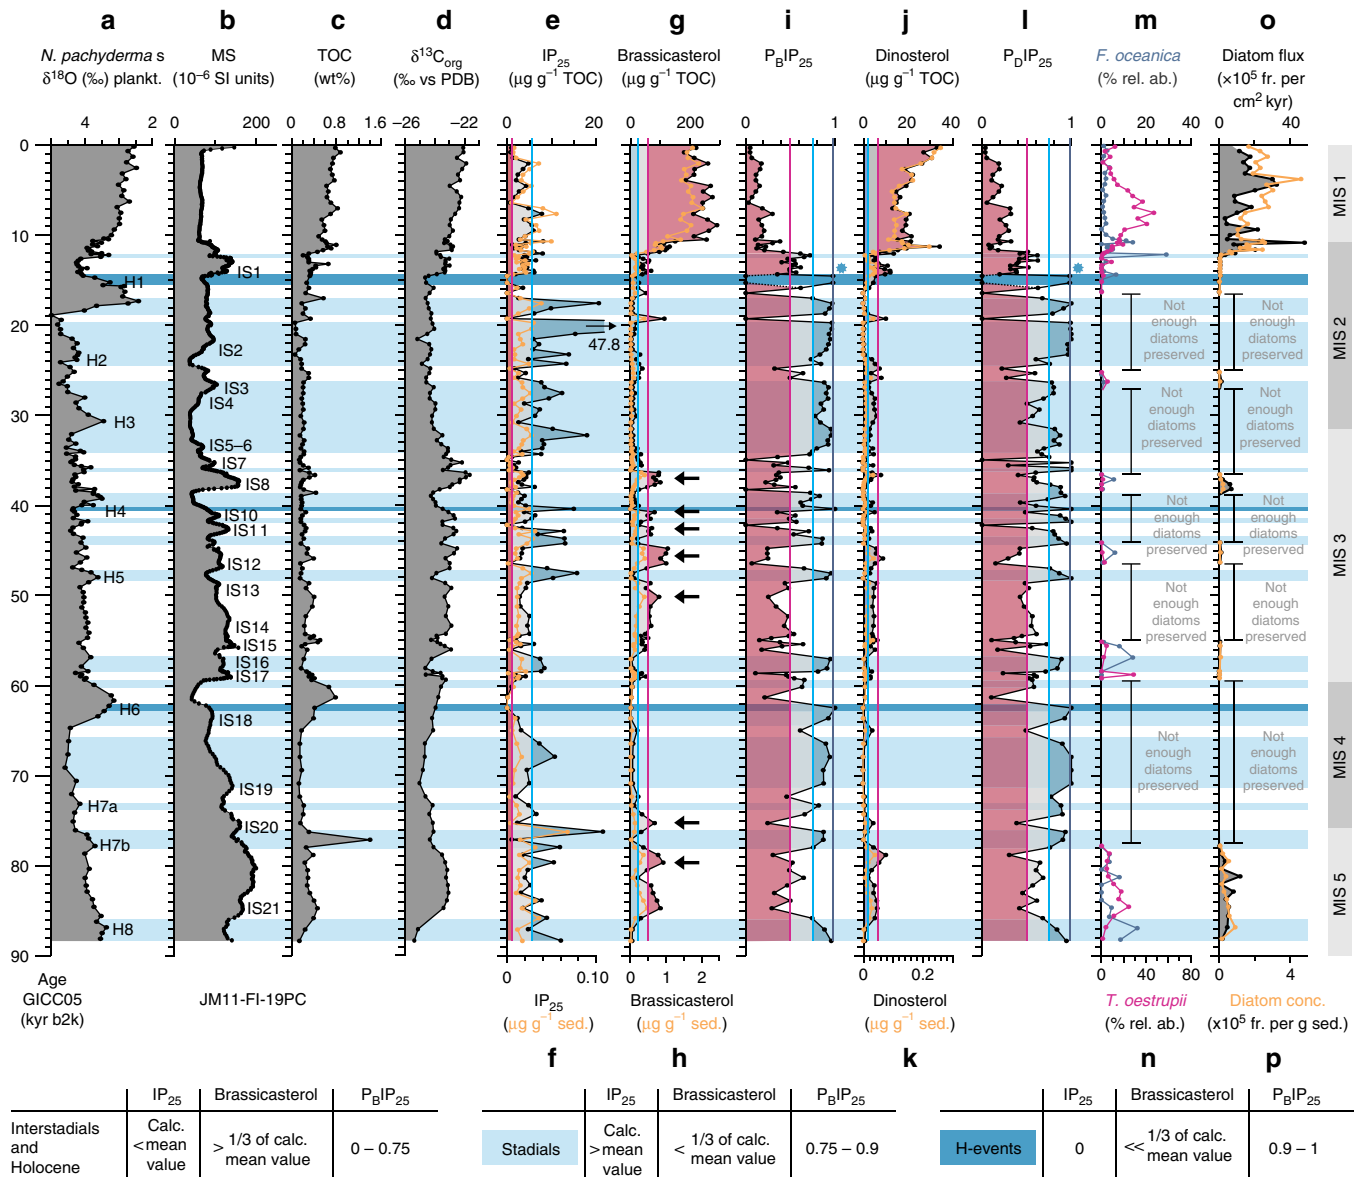 a b c d e g i j l m o
N. pachyderma s
δ18O (‰) plankt.
MS
(10−6 SI units)
TOC
(wt%)
δ13Corg
(‰ vs PDB)
IP25
(μg g−1 TOC)
Brassicasterol
(μg g−1 TOC)
PBIP25
Dinosterol
(μg g−1 TOC)
PDIP25
F. oceanica
(% rel. ab.)
Diatom flux
(×105 fr. per
cm2 kyr)
4 2
0 200
0 0.8 1.6
−26 −22
0 20
0 200
0 1
0 20 40
0 1
0 20 40
0 40
0
10
20
30
40
50
60
70
80
90
H1
H2
H3
H4
H5
H6
H7a
H7b
H8
IS1
IS2
IS3
IS4
IS5–6
IS7
IS8
IS10
IS11
IS12
IS13
IS14
IS15
IS16
IS17
IS18
IS19
IS20
IS21
47.8
Not
enough
diatoms
preserved
Not
enough
diatoms
preserved
Not
enough
diatoms
preserved
Not
enough
diatoms
preserved
Not
enough
diatoms
preserved
Not
enough
diatoms
preserved
Not
enough
diatoms
preserved
Not
enough
diatoms
preserved
Not
enough
diatoms
preserved
Not
enough
diatoms
preserved
MIS 1
MIS 2
MIS 3
MIS 4
MIS 5
Age
GICC05
(kyr b2k)
JM11-FI-19PC
0 0.10
IP25
(μg g−1 sed.)
0 1 2
Brassicasterol
(μg g−1 sed.)
0 0.2
Dinosterol
(μg g−1 sed.)
0 40 80
T. oestrupii
(% rel. ab.)
0 4
Diatom conc.
(x105 fr. per g sed.)
f h k n p
IP25 Brassicasterol PBIP25
Interstadials
and
Holocene
Calc.
< mean
value
> 1/3 of calc.
mean value
0 – 0.75
IP25 Brassicasterol PBIP25
Stadials
Calc.
> mean
value
< 1/3 of calc.
mean value
0.75 – 0.9
IP25 Brassicasterol PBIP25
H-events
0
<< 1/3 of calc.
mean value
0.9 – 1